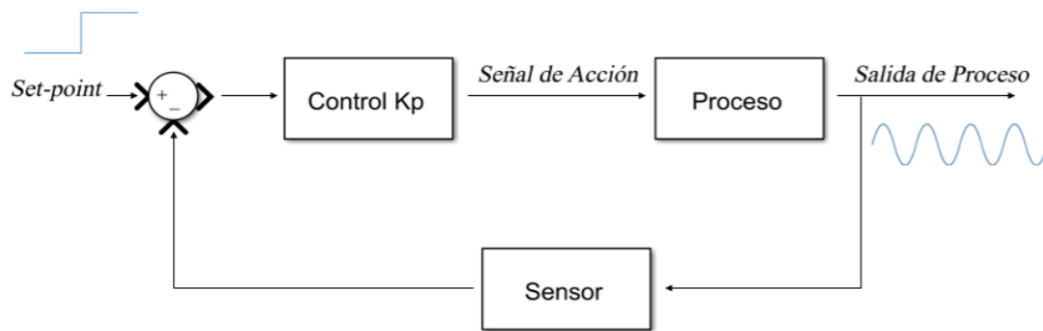 Set-point
+
−
Control Kp
Señal de Acción
Proceso
Salida de Proceso
Sensor